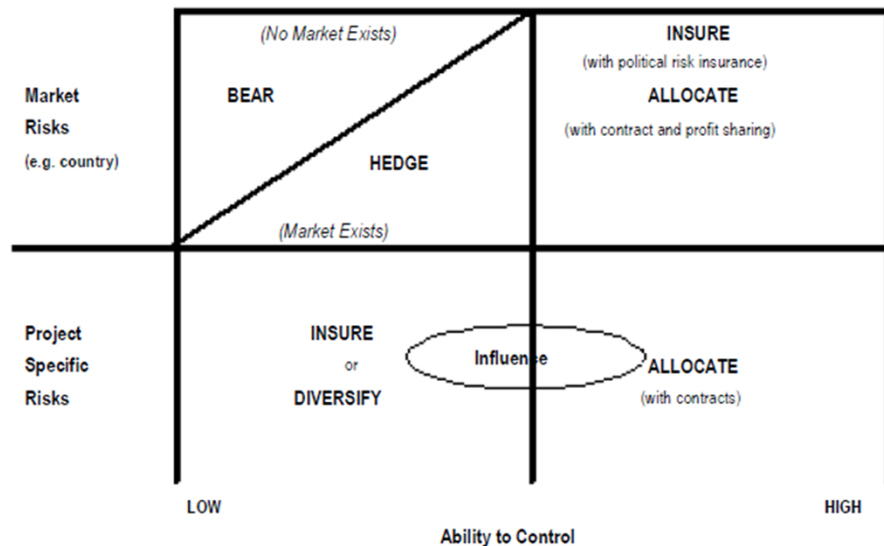 (No Market Exists)
INSURE
(with political risk insurance)
Market
Risks
(e.g. country)
BEAR
ALLOCATE
(with contract and profit sharing)
HEDGE
(Market Exists)
Project
Specific
Risks
INSURE
or
DIVERSIFY
Influence
ALLOCATE
(with contracts)
LOW
HIGH
Ability to Control